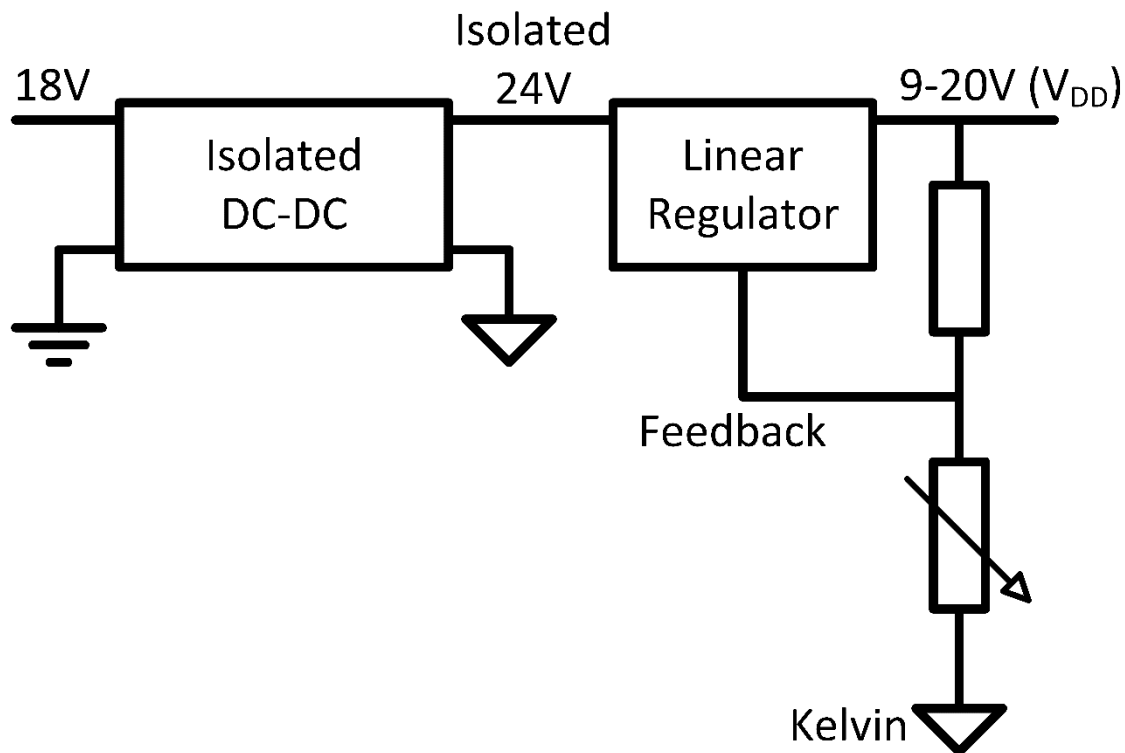 Isolated
24V
18V
9-20V (VDD)
Isolated
DC-DC
Linear
Regulator
Feedback
Kelvin